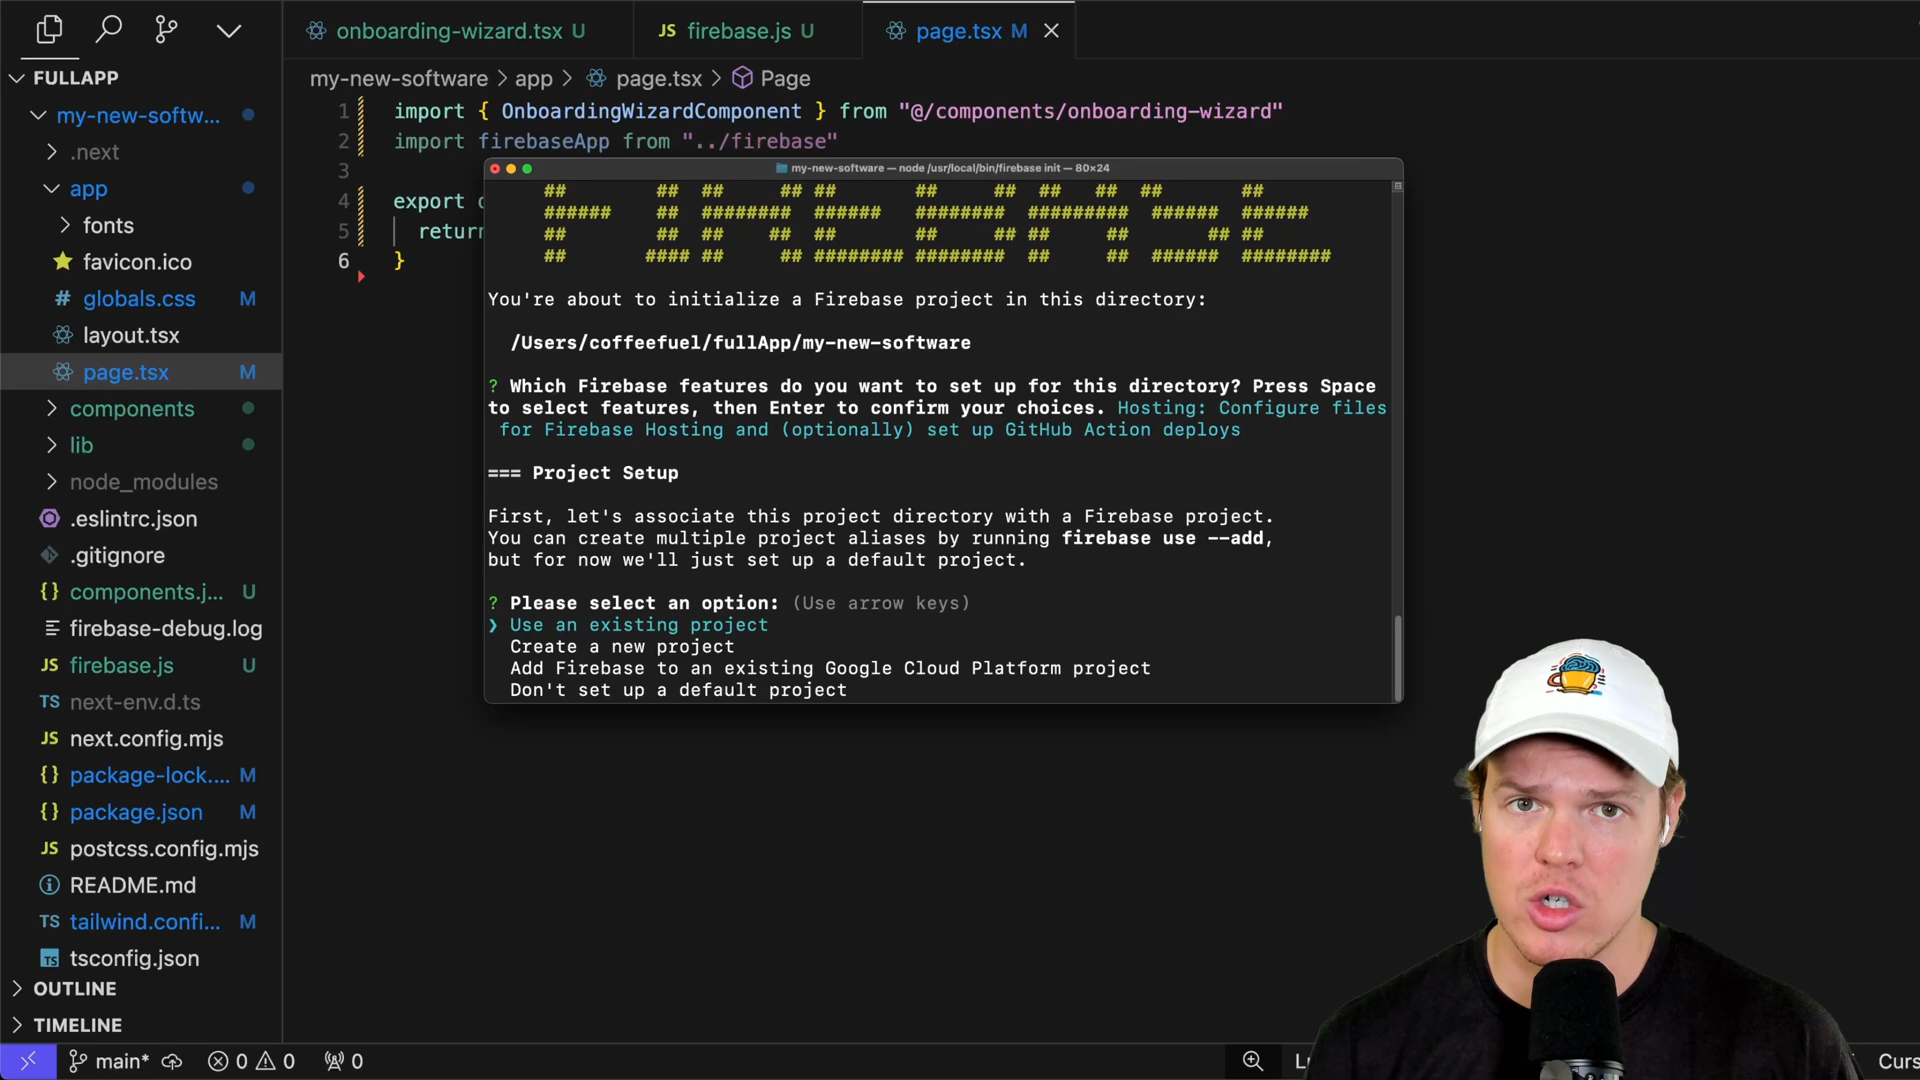 onboarding-wizard.tsx U
JS firebase.js U
page.tsx M
FULLAPP
my-new-software > app > page.tsx > Page
my-new-softw...
.next
app
fonts
favicon.ico
# globals.css M
layout.tsx
page.tsx M
components
lib
node_modules
.eslintrc.json
.gitignore
{} components.j... U
firebase-debug.log
JS firebase.js U
TS next-env.d.ts
JS next.config.mjs
{} package-lock.... M
{} package.json M
JS postcss.config.mjs
README.md
TS tailwind.confi... M
TS tsconfig.json
OUTLINE
TIMELINE
1 import { OnboardingWizardComponent } from "@/components/onboarding-wizard"
2 import firebaseApp from "../firebase"
3
4 export
5 return
6 }
my-new-software — node /usr/local/bin/firebase init — 80×24
## ## ## ## ## ## ## ## ## ## ##
###### ## ######## ###### ######## ######### ###### ######
## ## ## ## ## ## ## ## ## ## ##
## #### ## ## ######## ######## ## ## ###### ########
You're about to initialize a Firebase project in this directory:
/Users/coffeefuel/fullApp/my-new-software
? Which Firebase features do you want to set up for this directory? Press Space
to select features, then Enter to confirm your choices. Hosting: Configure files
for Firebase Hosting and (optionally) set up GitHub Action deploys
=== Project Setup
First, let's associate this project directory with a Firebase project.
You can create multiple project aliases by running firebase use --add,
but for now we'll just set up a default project.
? Please select an option: (Use arrow keys)
❯ Use an existing project
Create a new project
Add Firebase to an existing Google Cloud Platform project
Don't set up a default project
main* 0 0 0
Curs